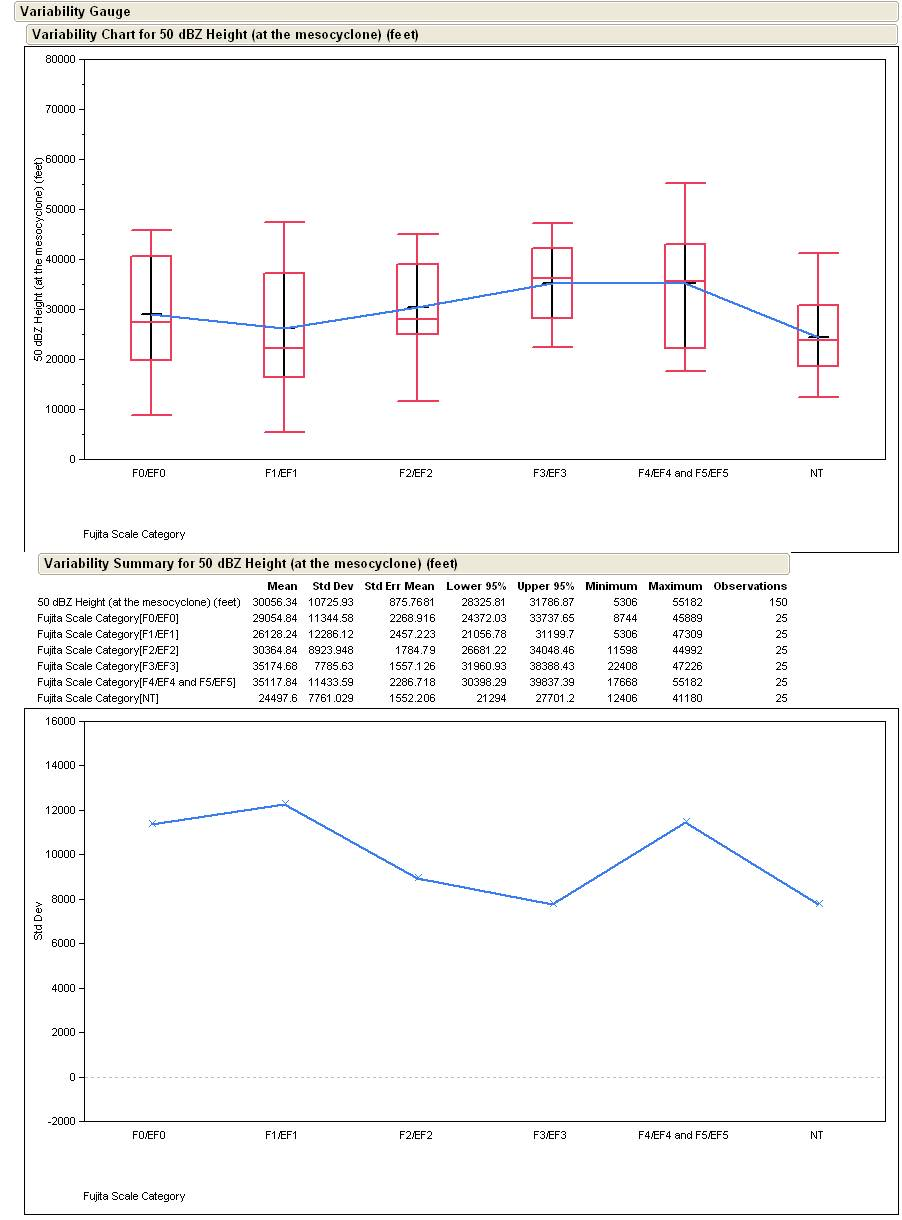 Variability Gauge
Variability Chart for 50 dBZ Height (at the mesocyclone) (feet)
50 dBZ Height (at the mesocyclone) (feet)
80000
70000
60000
50000
40000
30000
20000
10000
0
F0/EF0 F1/EF1 F2/EF2 F3/EF3 F4/EF4 and F5/EF5 NT
Fujita Scale Category
Variability Summary for 50 dBZ Height (at the mesocyclone) (feet)
Mean Std Dev Std Err Mean Lower 95% Upper 95% Minimum Maximum Observations
50 dBZ Height (at the mesocyclone) (feet) 30056.34 10725.93 875.7681 28325.81 31786.87 5306 55182 150
Fujita Scale Category[F0/EF0] 29054.84 11344.58 2268.916 24372.03 33737.65 8744 45889 25
Fujita Scale Category[F1/EF1] 26128.24 12286.12 2457.223 21056.78 31199.7 5306 47309 25
Fujita Scale Category[F2/EF2] 30364.84 8923.948 1784.79 26681.22 34048.46 11598 44992 25
Fujita Scale Category[F3/EF3] 35174.68 7785.63 1557.126 31960.93 38388.43 22408 47226 25
Fujita Scale Category[F4/EF4 and F5/EF5] 35117.84 11433.59 2286.718 30398.29 39837.39 17668 55182 25
Fujita Scale Category[NT] 24497.6 7761.029 1552.206 21294 27701.2 12406 41180 25
Std Dev
16000
14000
12000
10000
8000
6000
4000
2000
0
-2000
F0/EF0 F1/EF1 F2/EF2 F3/EF3 F4/EF4 and F5/EF5 NT
Fujita Scale Category